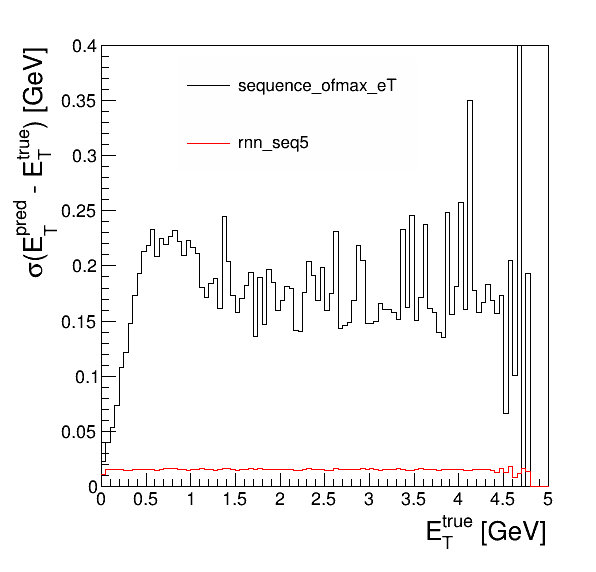 σ(E_T^pred - E_T^true) [GeV]
0.4
0.35
0.3
0.25
0.2
0.15
0.1
0.05
0
sequence_ofmax_eT
rnn_seq5
0 0.5 1 1.5 2 2.5 3 3.5 4 4.5 5
E_T^true [GeV]